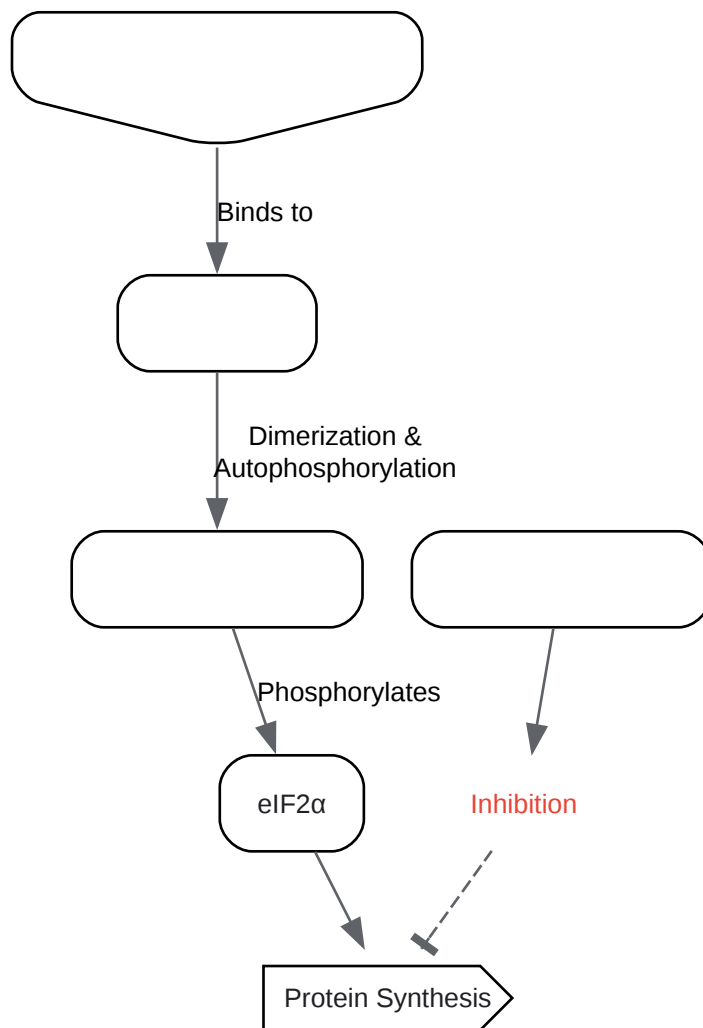 Binds to
Dimerization &
Autophosphorylation
Phosphorylates
eIF2α
Inhibition
Protein Synthesis